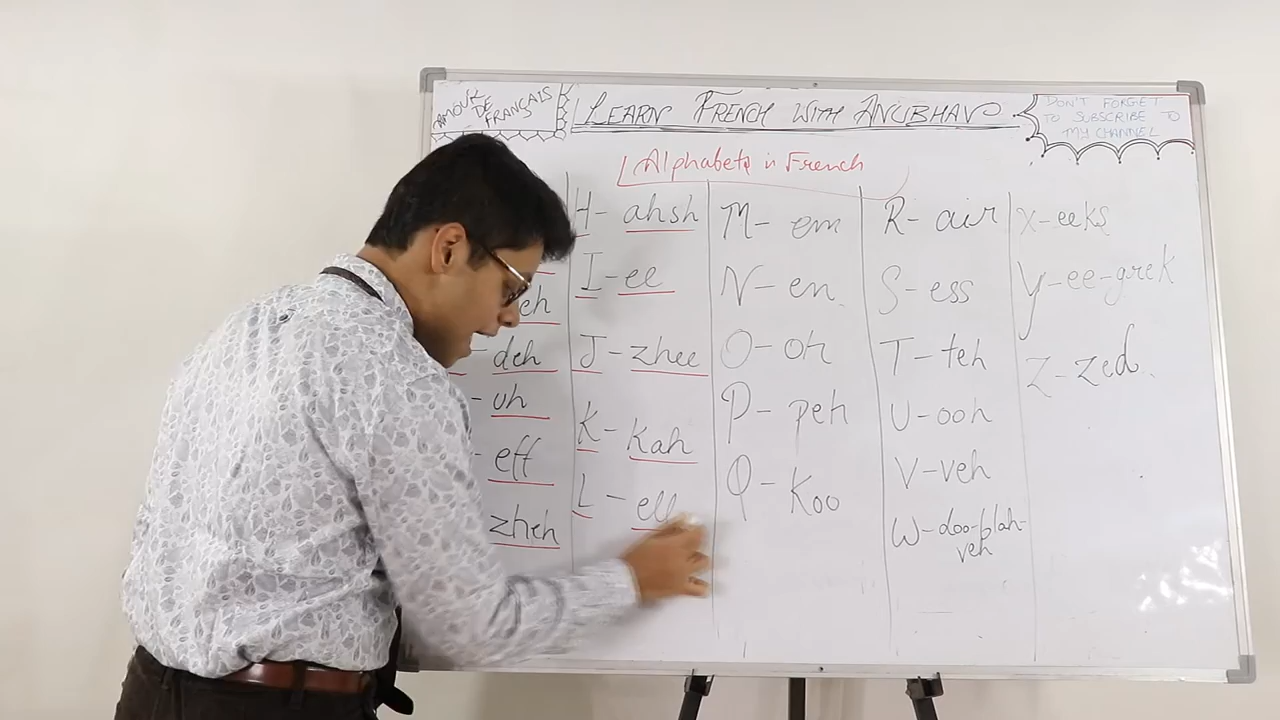 AMOUR DE FRANÇAIS
LEARN FRENCH WITH ANUBHAV
DON'T FORGET
TO SUBSCRIBE TO
MY CHANNEL
Alphabets in French
eh
- deh
- uh
- eff
zheh
H- ahsh
I- ee
J- zhee
K- kah
L- ell
M- em
N- en
O- oh
P- peh
Q- Koo
R- air
S- ess
T- teh
U- ooh
V- veh
W- doo-blah-
veh
X- eeks
Y- ee-grek
Z- zed.